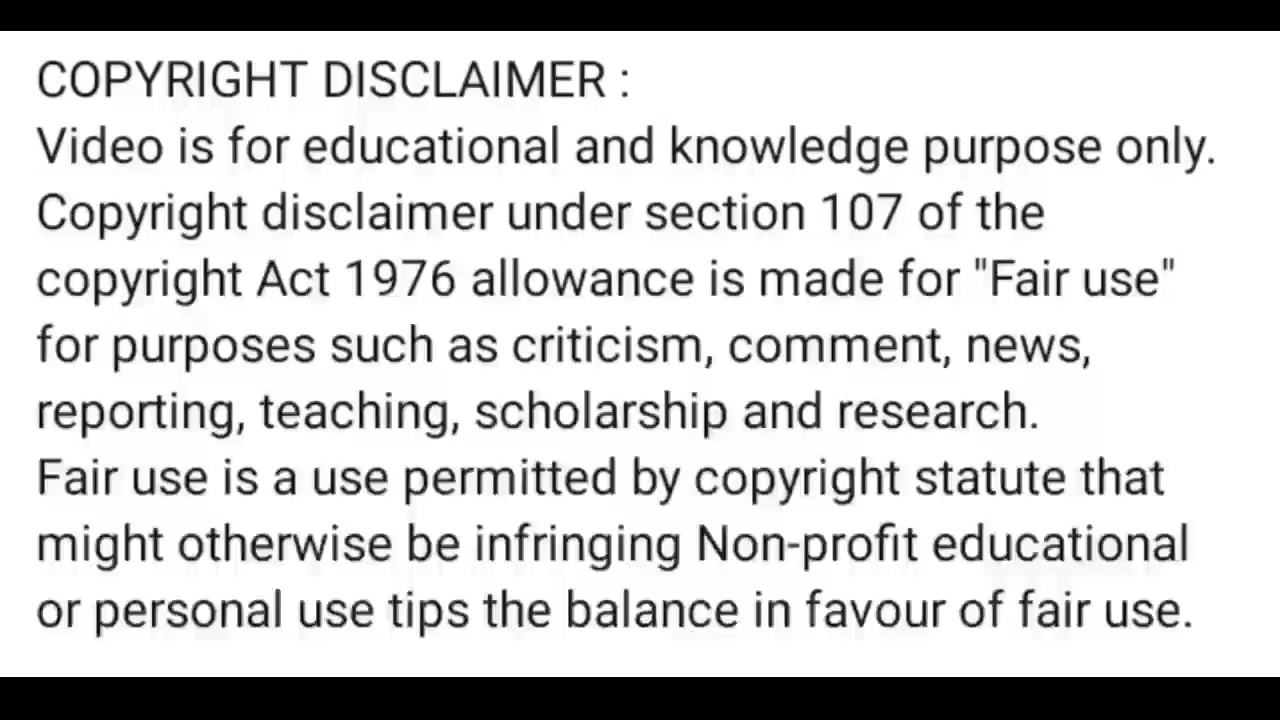 COPYRIGHT DISCLAIMER :
Video is for educational and knowledge purpose only.
Copyright disclaimer under section 107 of the
copyright Act 1976 allowance is made for "Fair use"
for purposes such as criticism, comment, news,
reporting, teaching, scholarship and research.
Fair use is a use permitted by copyright statute that
might otherwise be infringing Non-profit educational
or personal use tips the balance in favour of fair use.